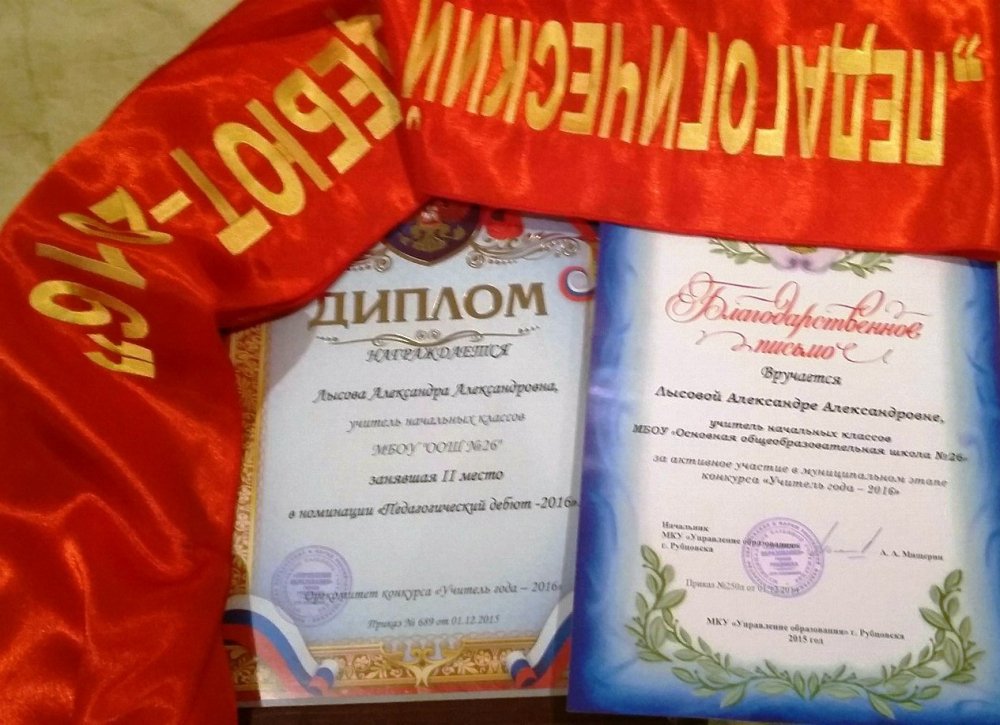 "ПЕДАГОГИЧЕСКИЙ
ДЕБЮТ-
2016"
ДИПЛОМ
НАГРАЖДАЕТСЯ
Лысова Александра Александровна,
учитель начальных классов
МБОУ "ООШ №26"
занявшая II место
в номинации «Педагогический дебют -2016».
Оргкомитет конкурса «Учитель года – 2016»
Приказ № 689 от 01.12.2015
Благодарственное
письмо
Вручается
Лысовой Александре Александровне,
учитель начальных классов
МБОУ «Основная общеобразовательная школа №26»
за активное участие в муниципальном этапе
конкурса «Учитель года – 2016»
Начальник
МКУ «Управление образования»
г. Рубцовска
А. А. Мищерин
Приказ от
МКУ «Управление образования» г. Рубцовска
2015 год